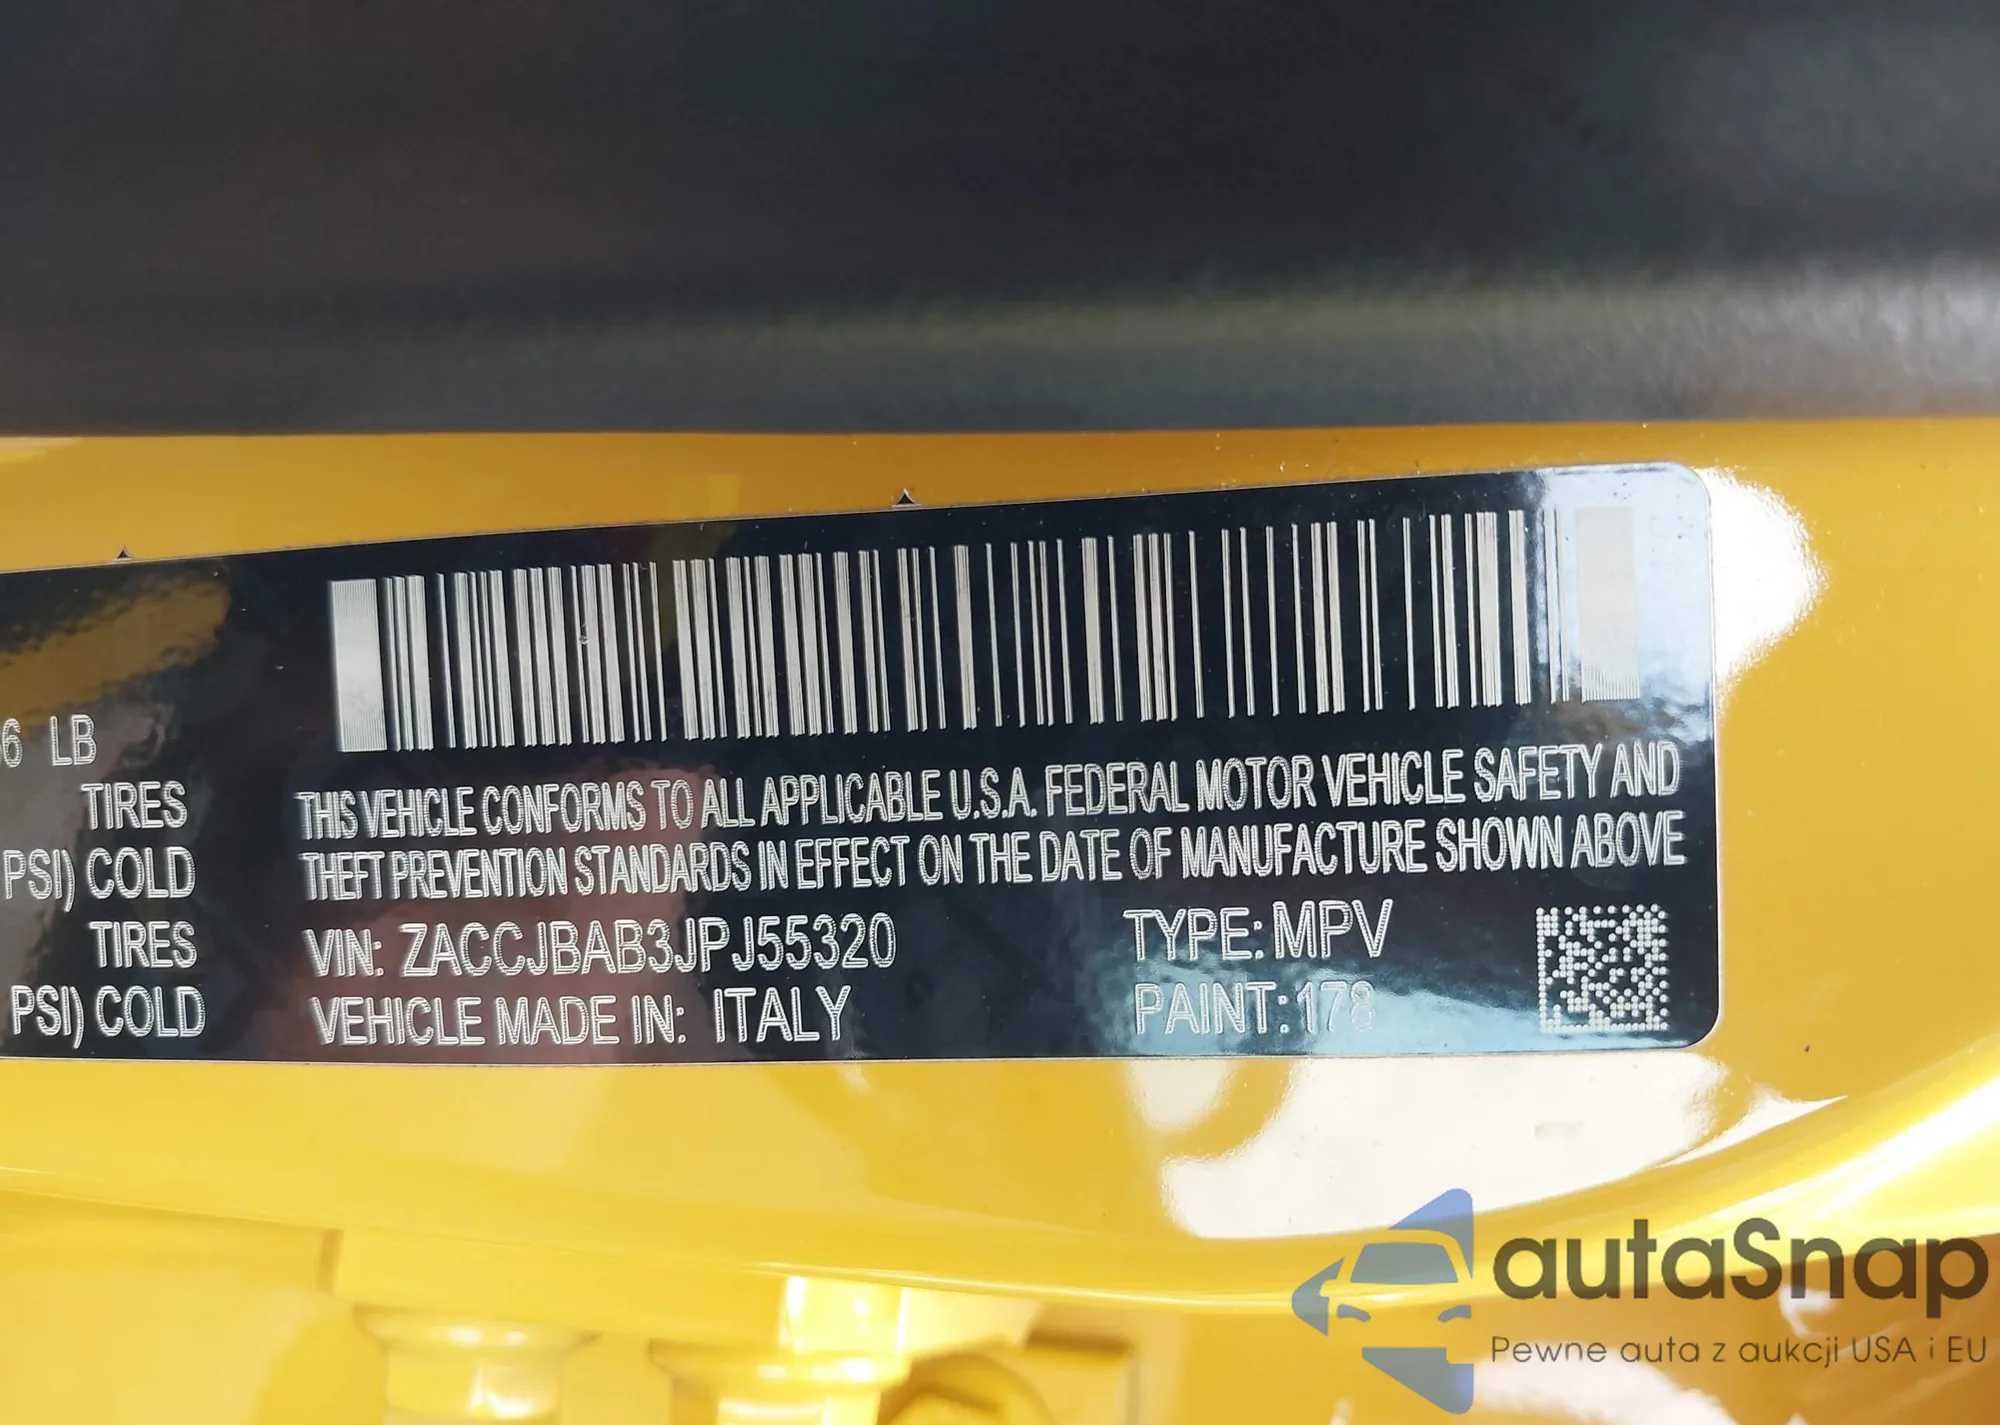 6 LB
TIRES
PSI) COLD
TIRES
PSI) COLD
THIS VEHICLE CONFORMS TO ALL APPLICABLE U.S.A. FEDERAL MOTOR VEHICLE SAFETY AND
THEFT PREVENTION STANDARDS IN EFFECT ON THE DATE OF MANUFACTURE SHOWN ABOVE
VIN: ZACCJBAB3JPJ55320
TYPE: MPV
VEHICLE MADE IN: ITALY
PAINT: 178
autaSnap
Pewne auta z aukcji USA i EU